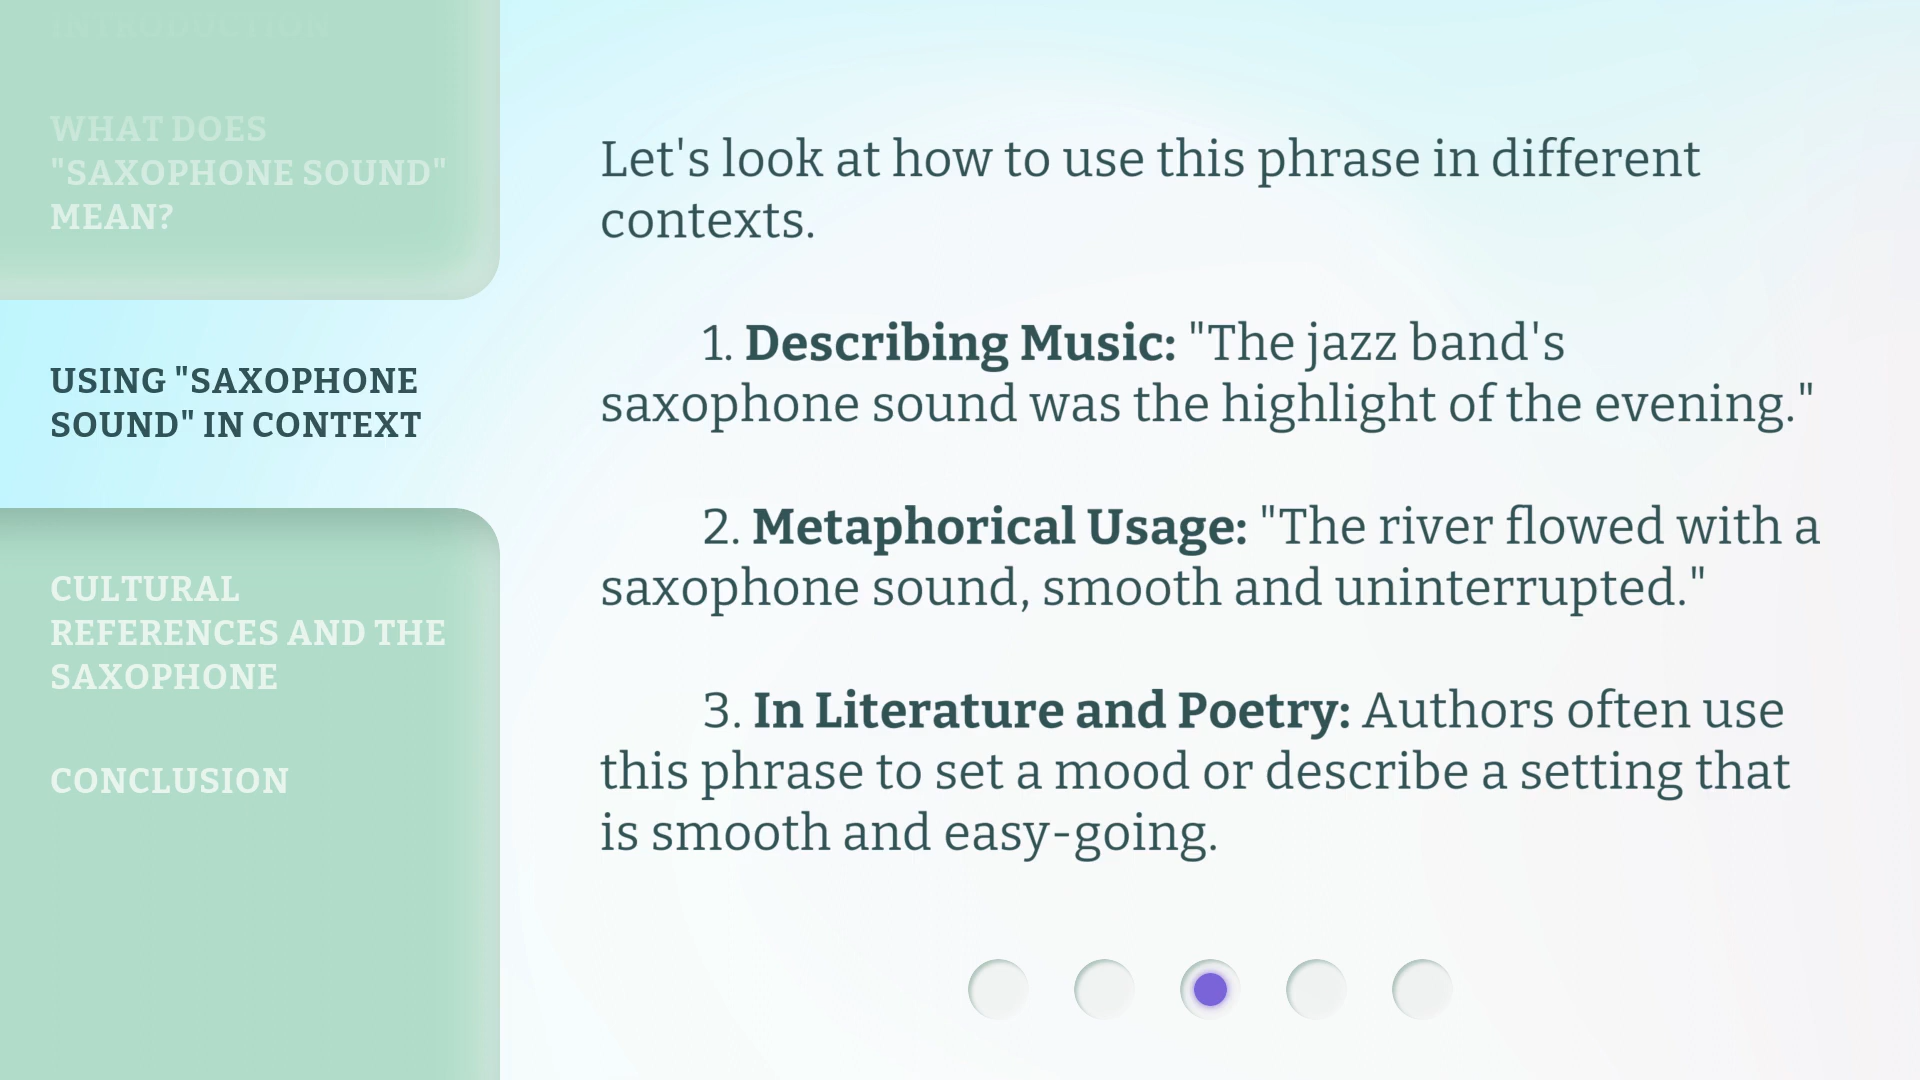 INTRODUCTION
WHAT DOES
"SAXOPHONE SOUND"
MEAN?
USING "SAXOPHONE
SOUND" IN CONTEXT
CULTURAL
REFERENCES AND THE
SAXOPHONE
CONCLUSION
Let's look at how to use this phrase in different
contexts.
1. Describing Music: "The jazz band's
saxophone sound was the highlight of the evening."
2. Metaphorical Usage: "The river flowed with a
saxophone sound, smooth and uninterrupted."
3. In Literature and Poetry: Authors often use
this phrase to set a mood or describe a setting that
is smooth and easy-going.